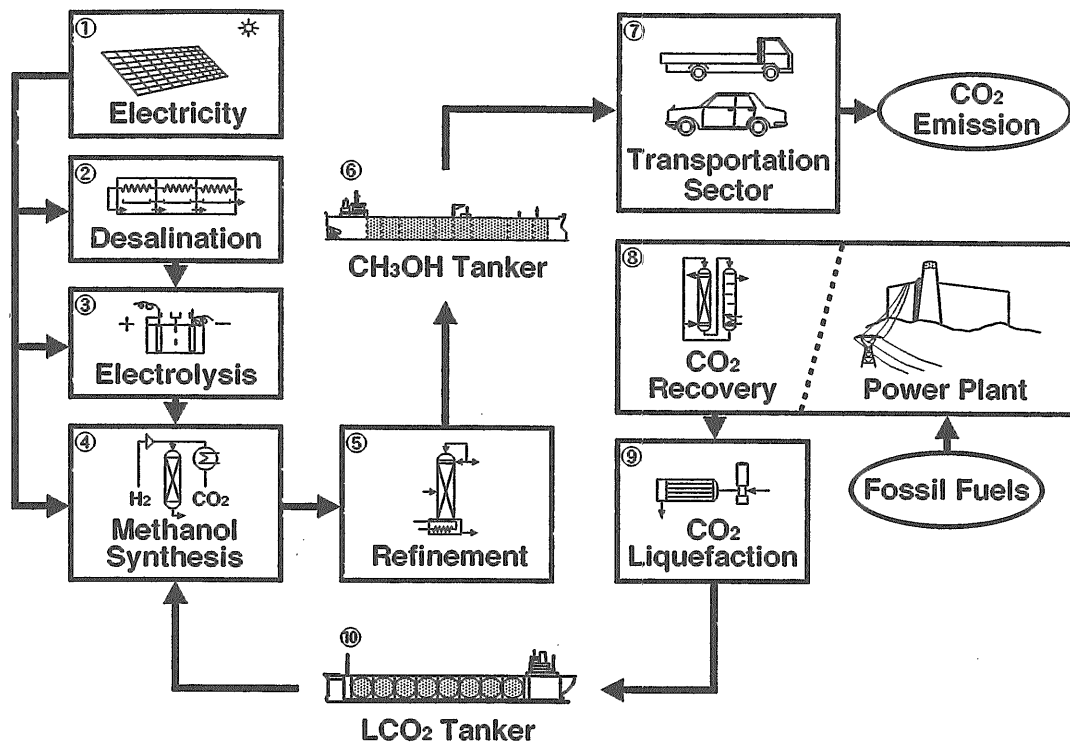 ①
Electricity
②
Desalination
③
+
−
Electrolysis
④
H₂
CO₂
Methanol
Synthesis
⑤
Refinement
⑥
CH₃OH Tanker
⑦
Transportation
Sector
CO₂
Emission
⑧
CO₂
Recovery
Power Plant
Fossil Fuels
⑨
CO₂
Liquefaction
⑩
LCO₂ Tanker